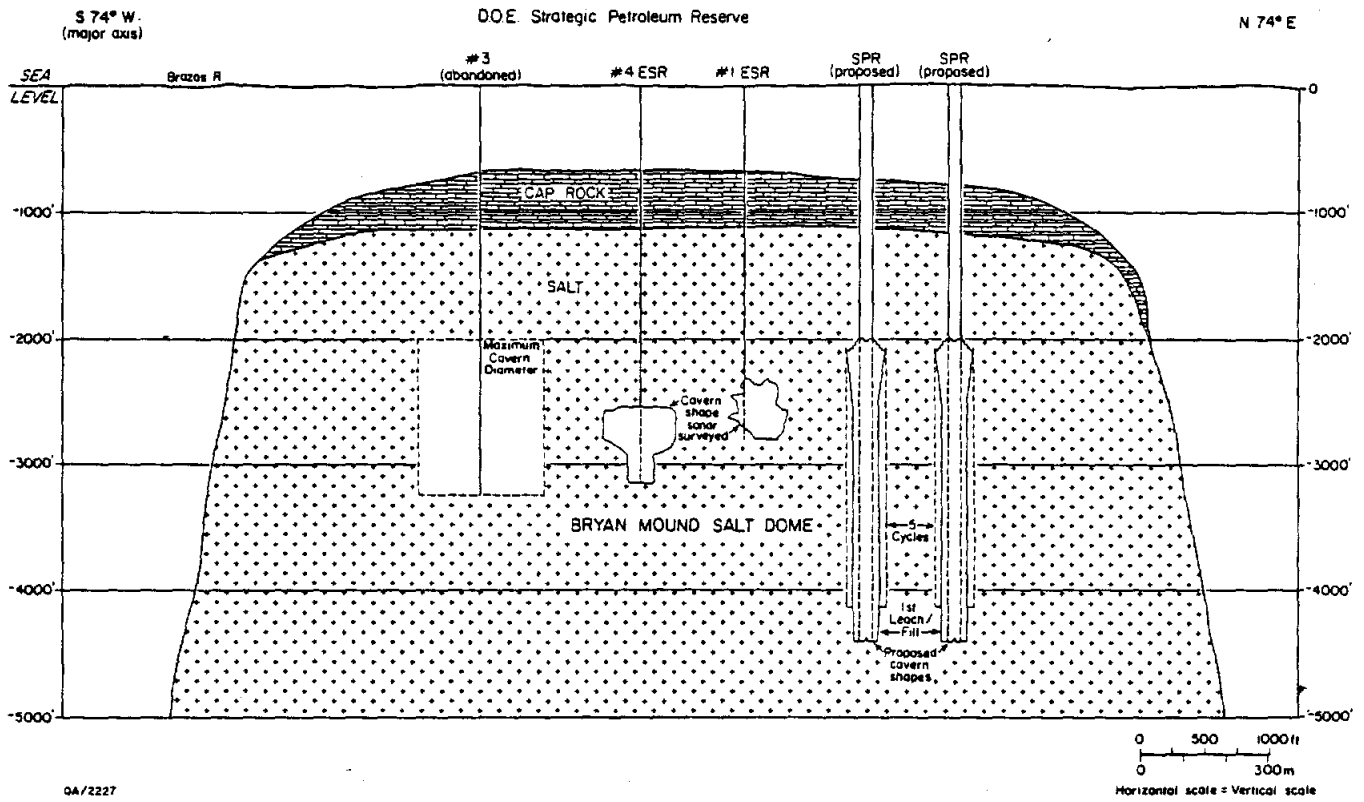 S 74° W.
(major axis)
D.O.E. Strategic Petroleum Reserve
N 74° E
#3
(abandoned)
#4 ESR
#1 ESR
SPR
(proposed)
SPR
(proposed)
SEA
LEVEL
Brazos R
0
CAP ROCK
-1000'
-1000'
SALT
-2000'
-2000'
Maximum
Cavern
Diameter
Cavern
shape
sonar
surveyed
-3000'
-3000'
BRYAN MOUND SALT DOME
5
Cycles
-4000'
-4000'
1st
Leach/
Fill
Proposed
cavern
shapes
-5000'
-5000'
0 500 1000 ft
0 300 m
Horizontal scale = Vertical scale
QA/2227